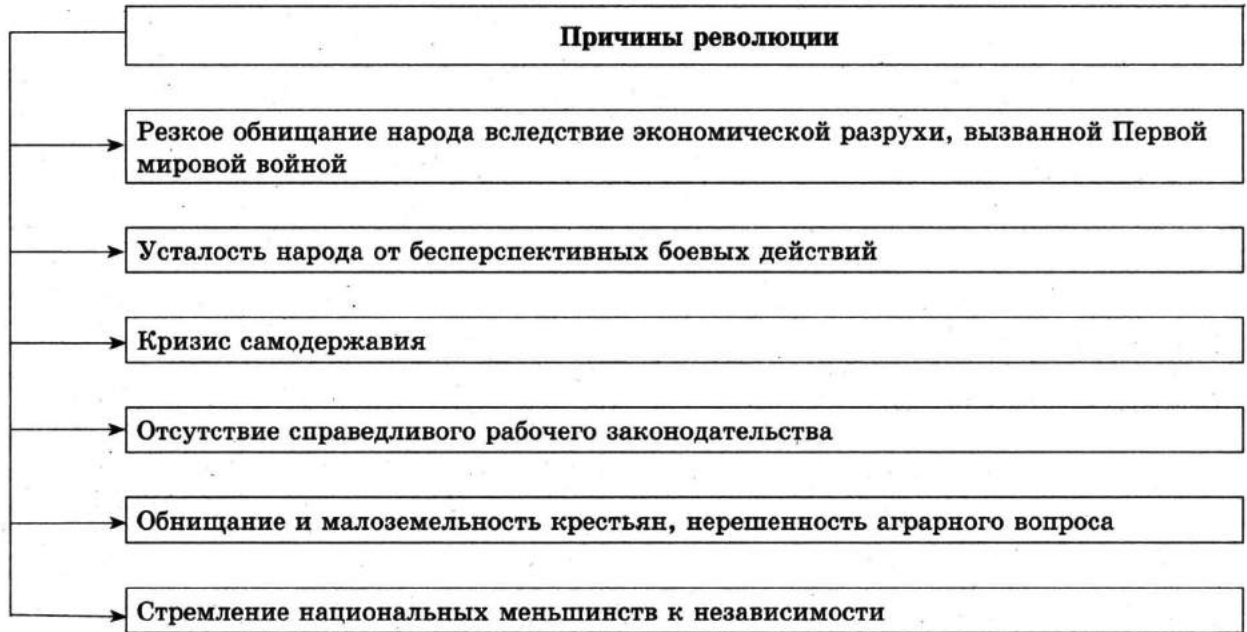 Причины революции
Резкое обнищание народа вследствие экономической разрухи, вызванной Первой
мировой войной
Усталость народа от бесперспективных боевых действий
Кризис самодержавия
Отсутствие справедливого рабочего законодательства
Обнищание и малоземельность крестьян, нерешенность аграрного вопроса
Стремление национальных меньшинств к независимости